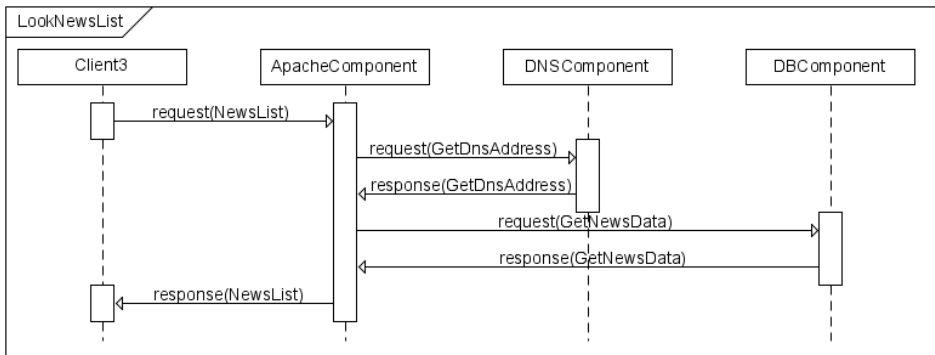 LookNewsList
Client3
ApacheComponent
DNSComponent
DBComponent
request(NewsList)
request(GetDnsAddress)
response(GetDnsAddress)
request(GetNewsData)
response(GetNewsData)
response(NewsList)